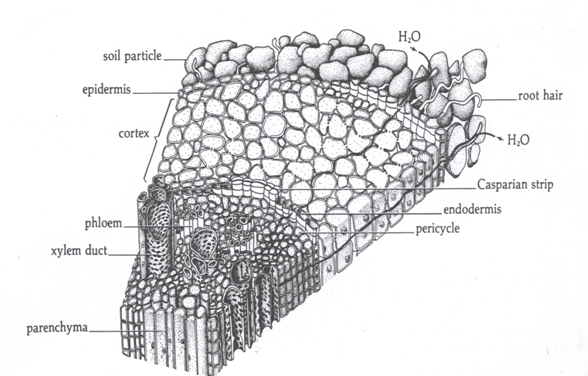 H₂O
soil particle
epidermis
root hair
cortex
H₂O
Casparian strip
endodermis
phloem
pericycle
xylem duct
parenchyma